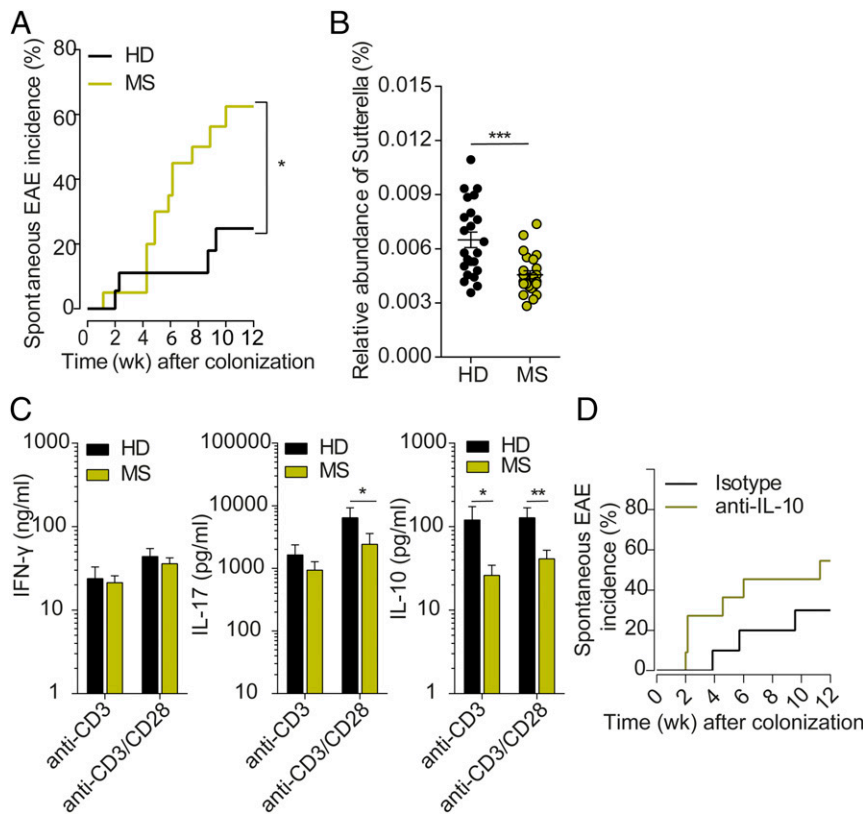 A
Spontaneous EAE incidence (%)
80
60
40
20
0
HD
MS
*
0 2 4 6 8 10 12
Time (wk) after colonization
B
Relative abundance of Sutterella
0.015
0.012
0.009
0.006
0.003
0.000
***
HD MS
C
IFN-γ (ng/ml)
1000
100
10
1
HD
MS
anti-CD3
anti-CD3/CD28
IL-17 (pg/ml)
100000
10000
1000
100
10
HD
MS
*
anti-CD3
anti-CD3/CD28
IL-10 (pg/ml)
1000
100
10
1
HD
MS
* **
anti-CD3
anti-CD3/CD28
D
Spontaneous EAE
incidence (%)
80
60
40
20
0
Isotype
anti-IL-10
0 2 4 6 8 10 12
Time (wk) after colonization